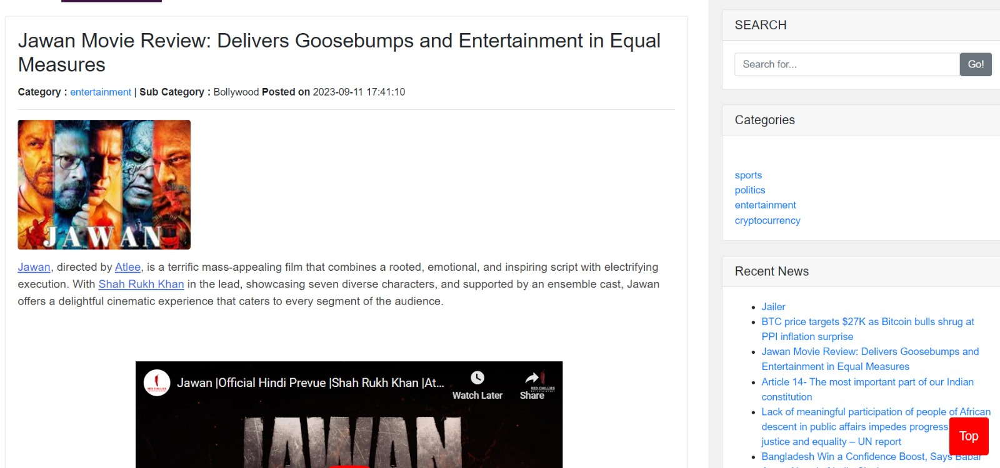 Jawan Movie Review: Delivers Goosebumps and Entertainment in Equal
Measures
Category : entertainment | Sub Category : Bollywood Posted on 2023-09-11 17:41:10
JAWAN
Jawan, directed by Atlee, is a terrific mass-appealing film that combines a rooted, emotional, and inspiring script with electrifying
execution. With Shah Rukh Khan in the lead, showcasing seven diverse characters, and supported by an ensemble cast, Jawan
offers a delightful cinematic experience that caters to every segment of the audience.
RED CHILLIES
Jawan |Official Hindi Prevue |Shah Rukh Khan |At...
Watch Later
Share
RED CHILLIES
ENTERTAINMENT
JAWAN
SEARCH
Search for...
Go!
Categories
sports
politics
entertainment
cryptocurrency
Recent News
Jailer
BTC price targets $27K as Bitcoin bulls shrug at
PPI inflation surprise
Jawan Movie Review: Delivers Goosebumps and
Entertainment in Equal Measures
Article 14- The most important part of our Indian
constitution
Lack of meaningful participation of people of African
descent in public affairs impedes progress
justice and equality – UN report
Bangladesh Win a Confidence Boost, Says Babar
Top